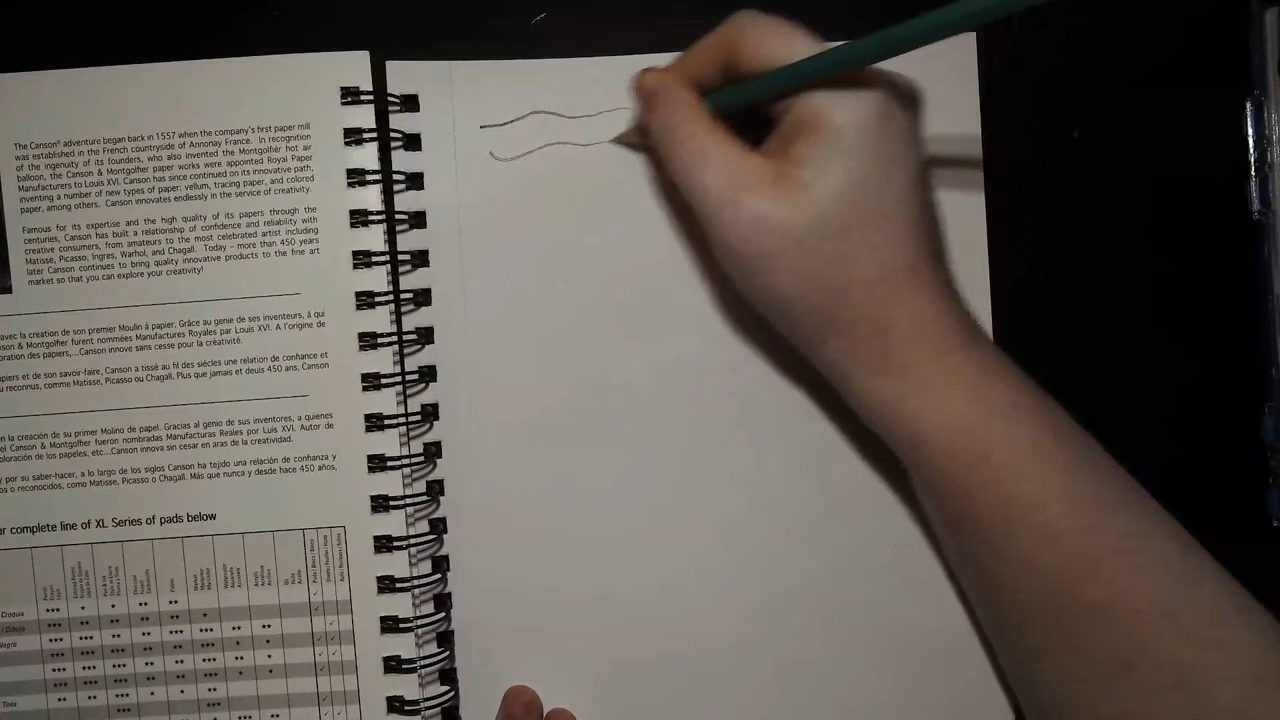 The Canson® adventure began back in 1557 when the company's first paper mill
was established in the French countryside of Annonay France. In recognition
of the ingenuity of its founders, who also invented the Montgolfier hot air
balloon, the Canson & Montgolfier paper works were appointed Royal Paper
Manufacturers to Louis XVI. Canson has since continued on its innovative path,
inventing a number of new types of paper: vellum, tracing paper, and colored
paper, among others. Canson innovates endlessly in the service of creativity.
Famous for its expertise and the high quality of its papers through the
centuries, Canson has built a relationship of confidence and reliability with
creative consumers, from amateurs to the most celebrated artist including
Matisse, Picasso, Ingres, Warhol, and Chagall. Today – more than 450 years
later Canson continues to bring quality innovative products to the fine art
market so that you can explore your creativity!
avec la creation de son premier Moulin à papier. Grâce au genie de ses inventeurs, à qui
son & Montgolfier furent nommées Manufactures Royales par Louis XVI. A l'origine de
oration des papiers,...Canson innove sans cesse pour la créativité.
apiers et de son savoir-faire, Canson a tissé au fil des siècles une relation de confiance et
u reconnus, comme Matisse, Picasso ou Chagall. Plus que jamais et deuis 450 ans, Canson
n la creación de su primer Molino de papel. Gracias al genio de sus inventores, a quienes
el Canson & Montgolfier fueron nombradas Manufacturas Reales por Luis XVI. Autor de
oloración de los papeles, etc...Canson innova sin cesar en aras de la creatividad.
y por su saber-hacer, a lo largo de los siglos Canson ha tejido una relación de confianza y
os o reconocidos, como Matisse, Picasso o Chagall. Más que nunca y desde hace 450 años,
ur complete line of XL Series of pads below
Croquis
/ Dibujo
Negro
Tinta